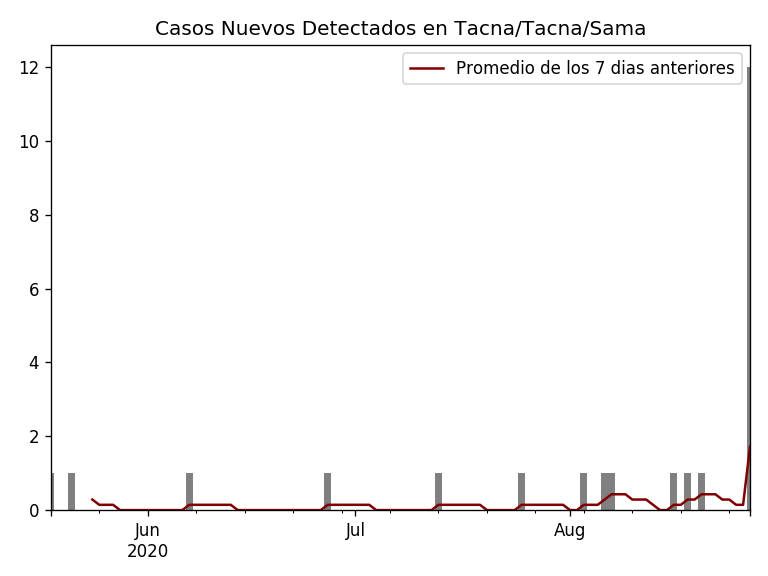 Casos Nuevos Detectados en Tacna/Tacna/Sama
Promedio de los 7 dias anteriores
12
10
8
6
4
2
0
Jun
2020
Jul
Aug